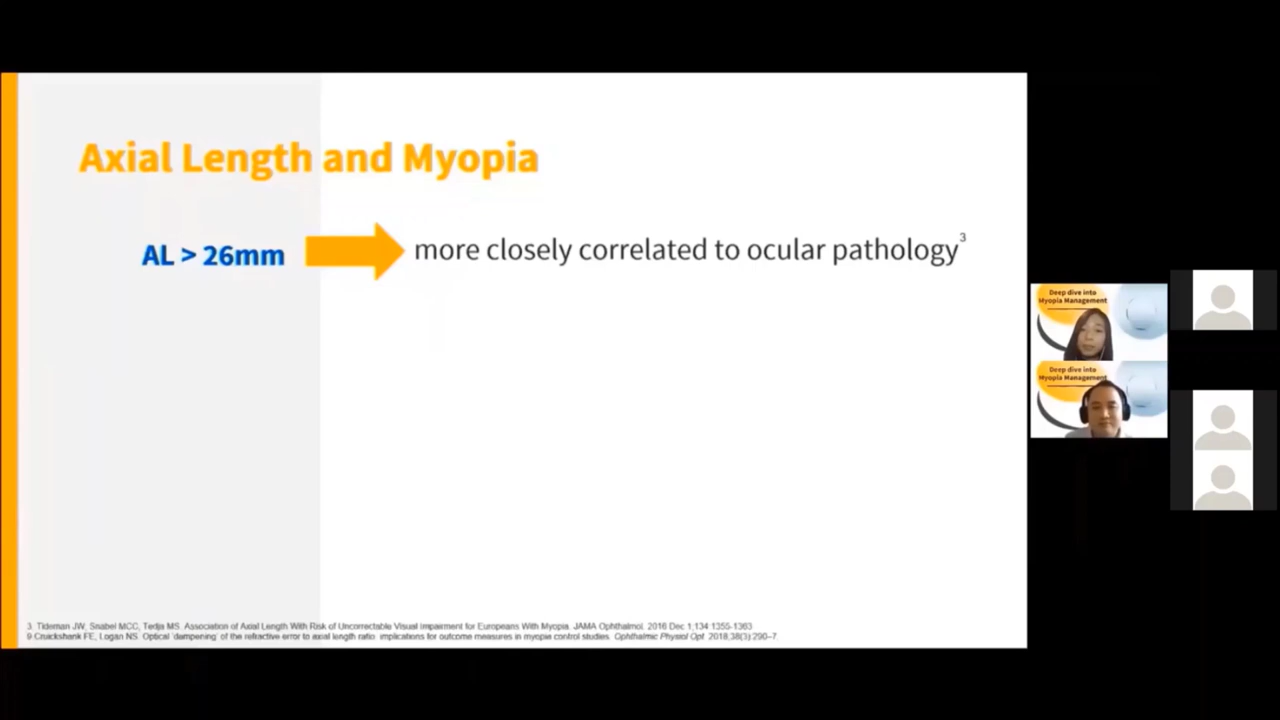 Axial Length and Myopia
AL > 26mm
more closely correlated to ocular pathology3
3. Tideman JW, Snabel MCC, Tedja MS. Association of Axial Length With Risk of Uncorrectable Visual Impairment for Europeans With Myopia. JAMA Ophthalmol. 2016 Dec 1;134:1355-1363
9 Cruickshank FE, Logan NS. Optical 'dampening' of the refractive error to axial length ratio: implications for outcome measures in myopia control studies. Ophthalmic Physiol Opt. 2018;38(3):290–7.
Deep dive into
Myopia Management
Deep dive into
Myopia Management